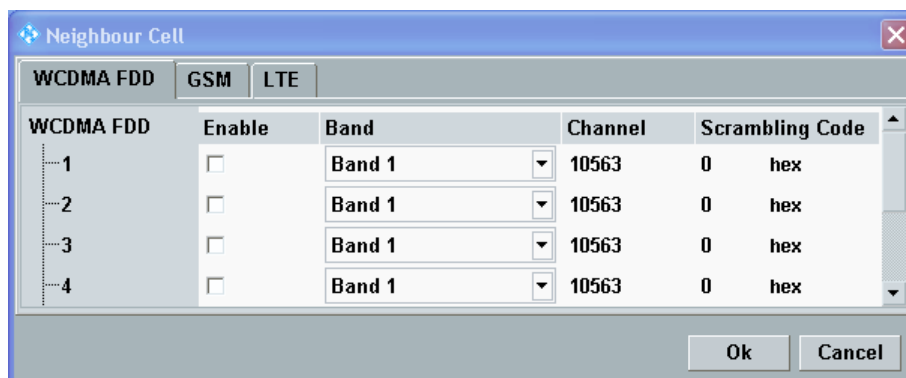 Neighbour Cell
WCDMA FDD GSM LTE
WCDMA FDD Enable Band Channel Scrambling Code
1 Band 1 10563 0 hex
2 Band 1 10563 0 hex
3 Band 1 10563 0 hex
4 Band 1 10563 0 hex
Ok Cancel